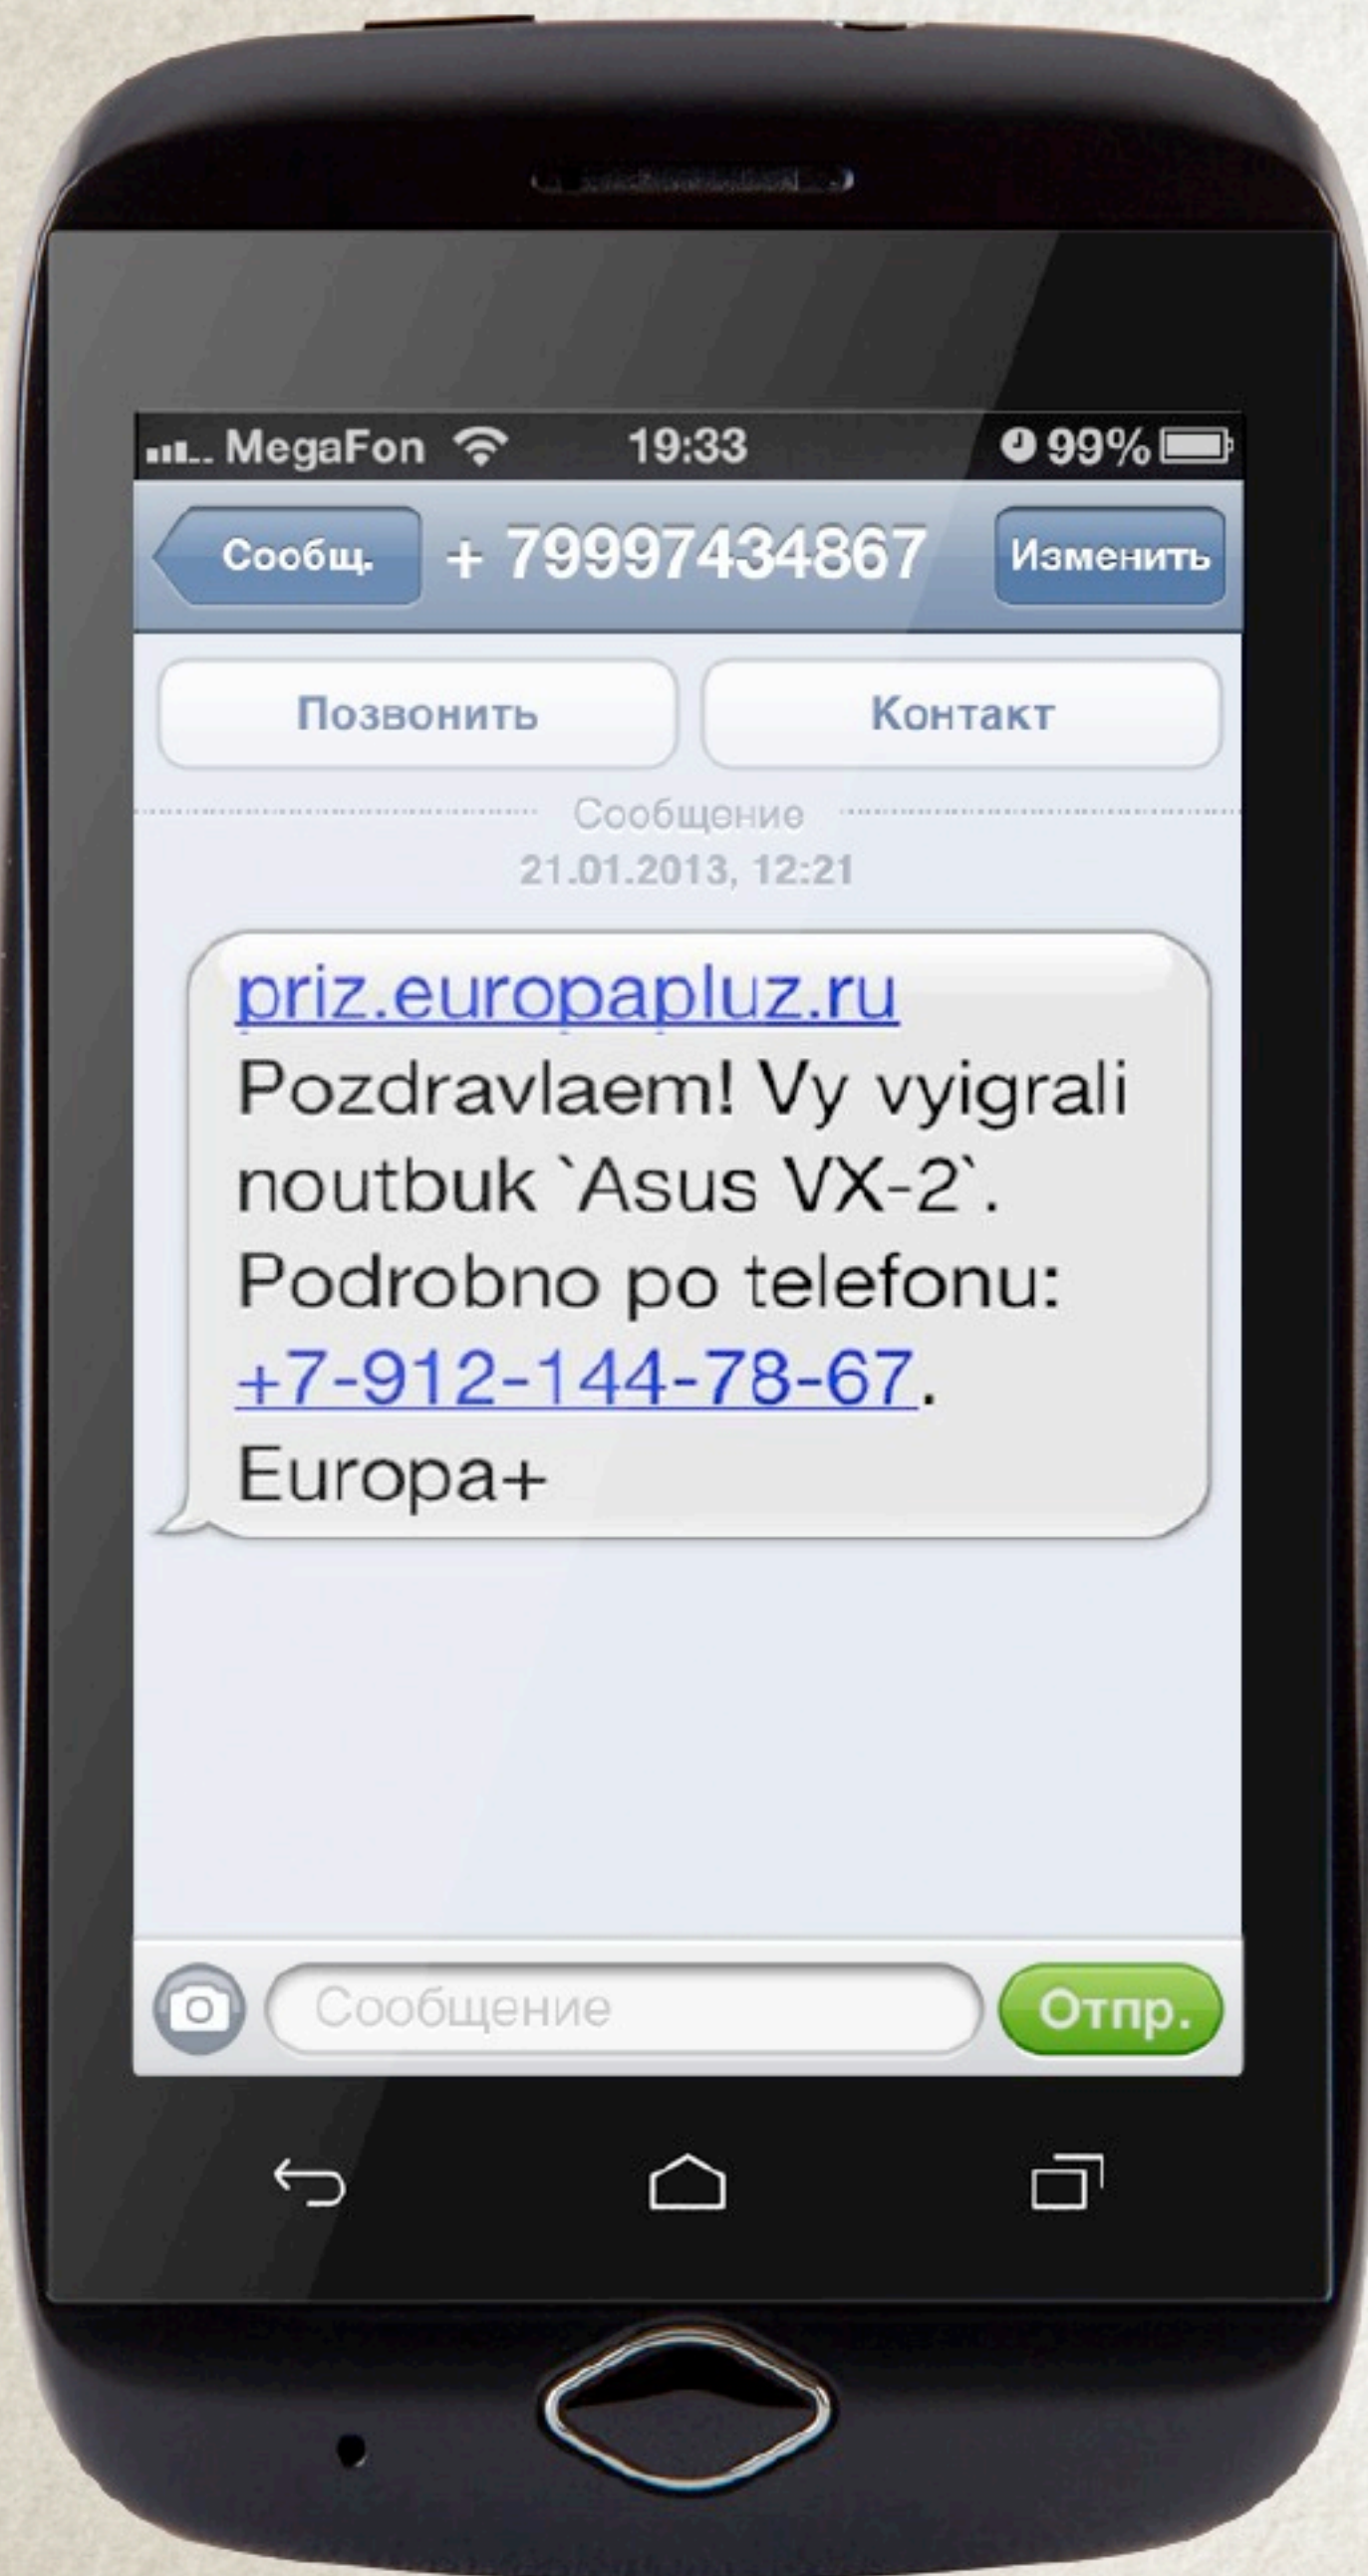 MegaFon 19:33 99%
Сообщ. + 79997434867 Изменить
Позвонить Контакт
Сообщение
21.01.2013, 12:21
priz.europapluz.ru
Pozdravlaem! Vy vyigrali
noutbuk `Asus VX-2`.
Podrobno po telefonu:
+7-912-144-78-67.
Europa+
Сообщение Отпр.